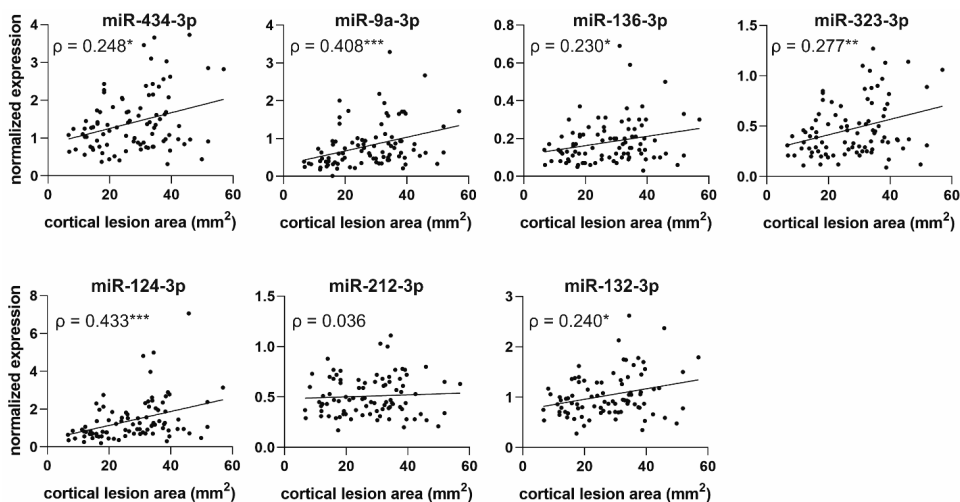 miR-434-3p
miR-9a-3p
miR-136-3p
miR-323-3p
ρ = 0.248*
ρ = 0.408***
ρ = 0.230*
ρ = 0.277**
normalized expression
4
3
2
1
0
4
3
2
1
0
0.8
0.6
0.4
0.2
0.0
1.5
1.0
0.5
0.0
0 20 40 60
0 20 40 60
0 20 40 60
0 20 40 60
cortical lesion area (mm²)
cortical lesion area (mm²)
cortical lesion area (mm²)
cortical lesion area (mm²)
miR-124-3p
miR-212-3p
miR-132-3p
ρ = 0.433***
ρ = 0.036
ρ = 0.240*
normalized expression
8
6
4
2
0
1.5
1.0
0.5
0.0
3
2
1
0
0 20 40 60
0 20 40 60
0 20 40 60
cortical lesion area (mm²)
cortical lesion area (mm²)
cortical lesion area (mm²)